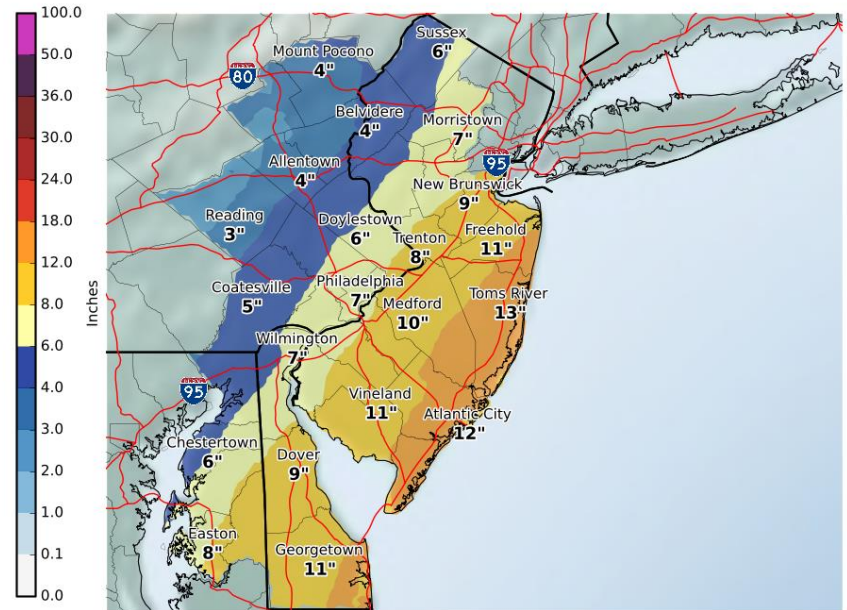 100.0
50.0
36.0
30.0
24.0
18.0
12.0
8.0
6.0
4.0
3.0
2.0
1.0
0.1
0.0
Inches
Sussex
6"
Mount Pocono
4"
80
Belvidere
4"
Morristown
7"
95
Allentown
4"
New Brunswick
9"
Reading
3"
Doylestown
6"
Trenton
8"
Freehold
11"
Coatesville
5"
Philadelphia
7"
Medford
10"
Toms River
13"
Wilmington
7"
95
Vineland
11"
Atlantic City
12"
Chestertown
6"
Dover
9"
Easton
8"
Georgetown
11"